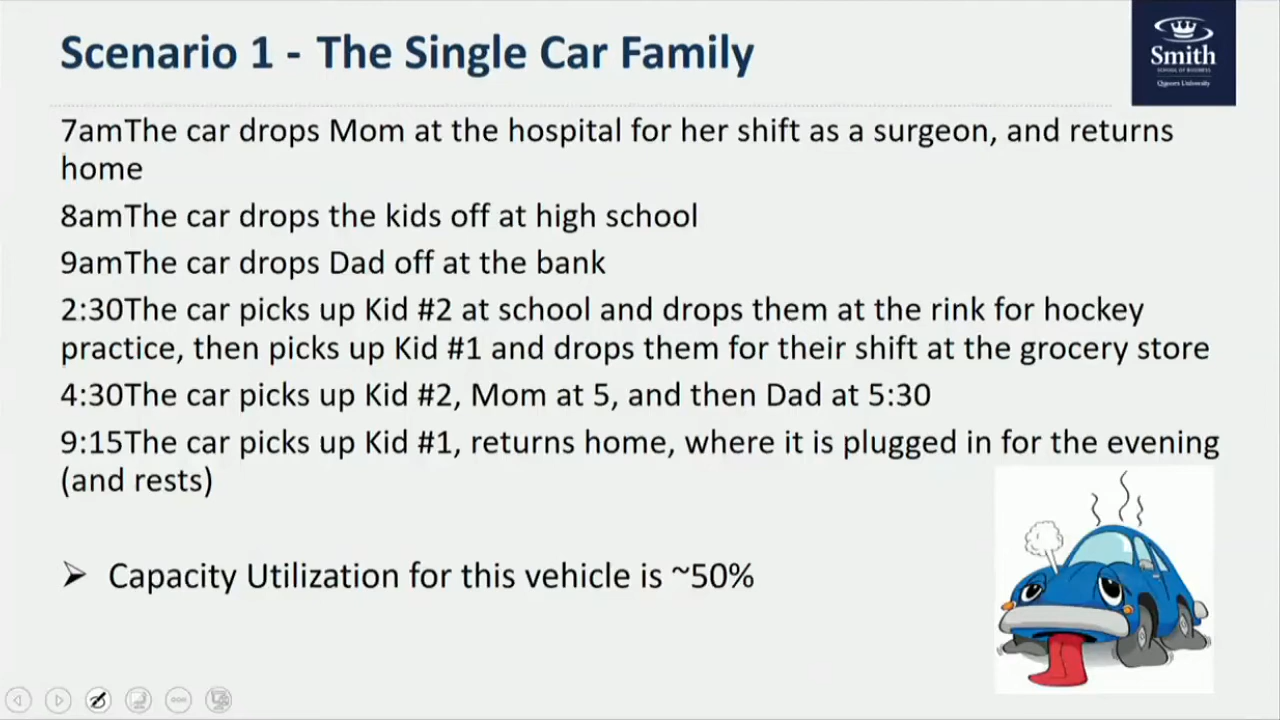 Scenario 1 - The Single Car Family
Smith
SCHOOL OF BUSINESS
Queen's University
7amThe car drops Mom at the hospital for her shift as a surgeon, and returns
home
8amThe car drops the kids off at high school
9amThe car drops Dad off at the bank
2:30The car picks up Kid #2 at school and drops them at the rink for hockey
practice, then picks up Kid #1 and drops them for their shift at the grocery store
4:30The car picks up Kid #2, Mom at 5, and then Dad at 5:30
9:15The car picks up Kid #1, returns home, where it is plugged in for the evening
(and rests)
➢ Capacity Utilization for this vehicle is ~50%